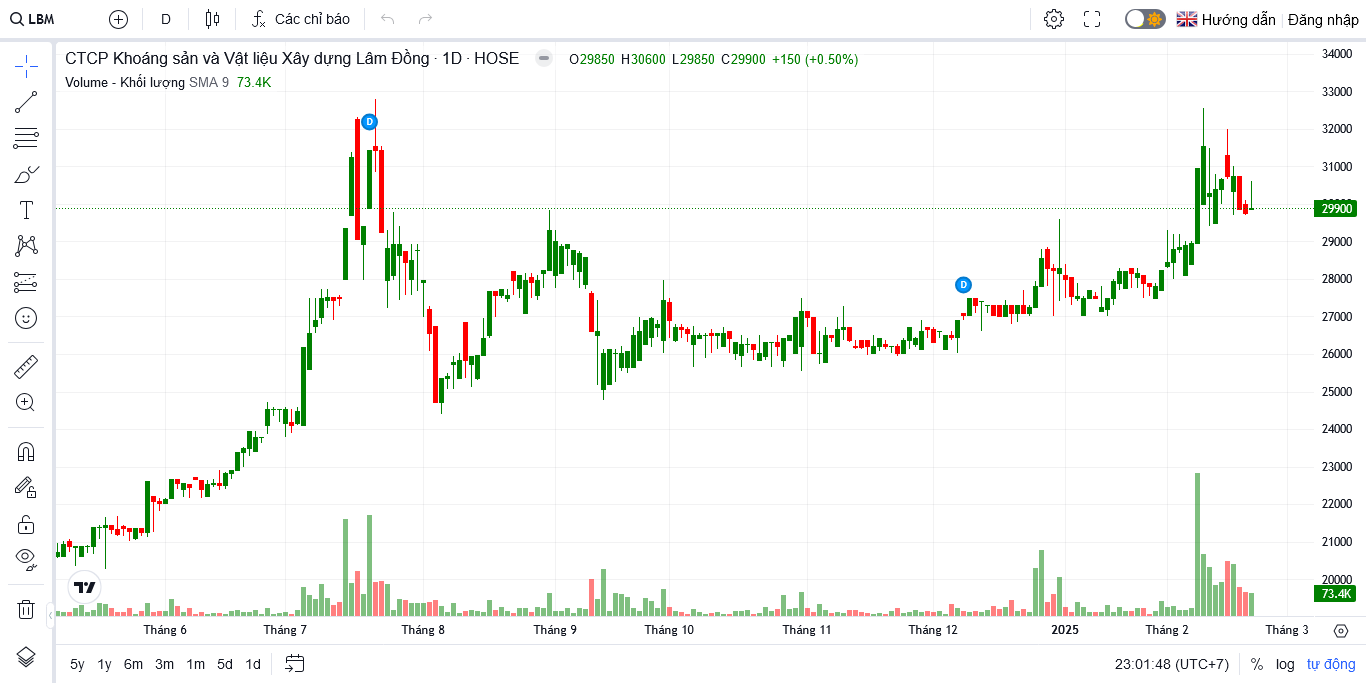 LBM D Các chỉ báo Hướng dẫn Đăng nhập
CTCP Khoáng sản và Vật liệu Xây dựng Lâm Đồng · 1D · HOSE O29850 H30600 L29850 C29900 +150 (+0.50%)
Volume - Khối lượng SMA 9 73.4K
34000
33000
32000
31000
29900
29000
28000
27000
26000
25000
24000
23000
22000
21000
20000
73.4K
D
D
Tháng 6 Tháng 7 Tháng 8 Tháng 9 Tháng 10 Tháng 11 Tháng 12 2025 Tháng 2 Tháng 3
5y 1y 6m 3m 1m 5d 1d 23:01:48 (UTC+7) % log tự động